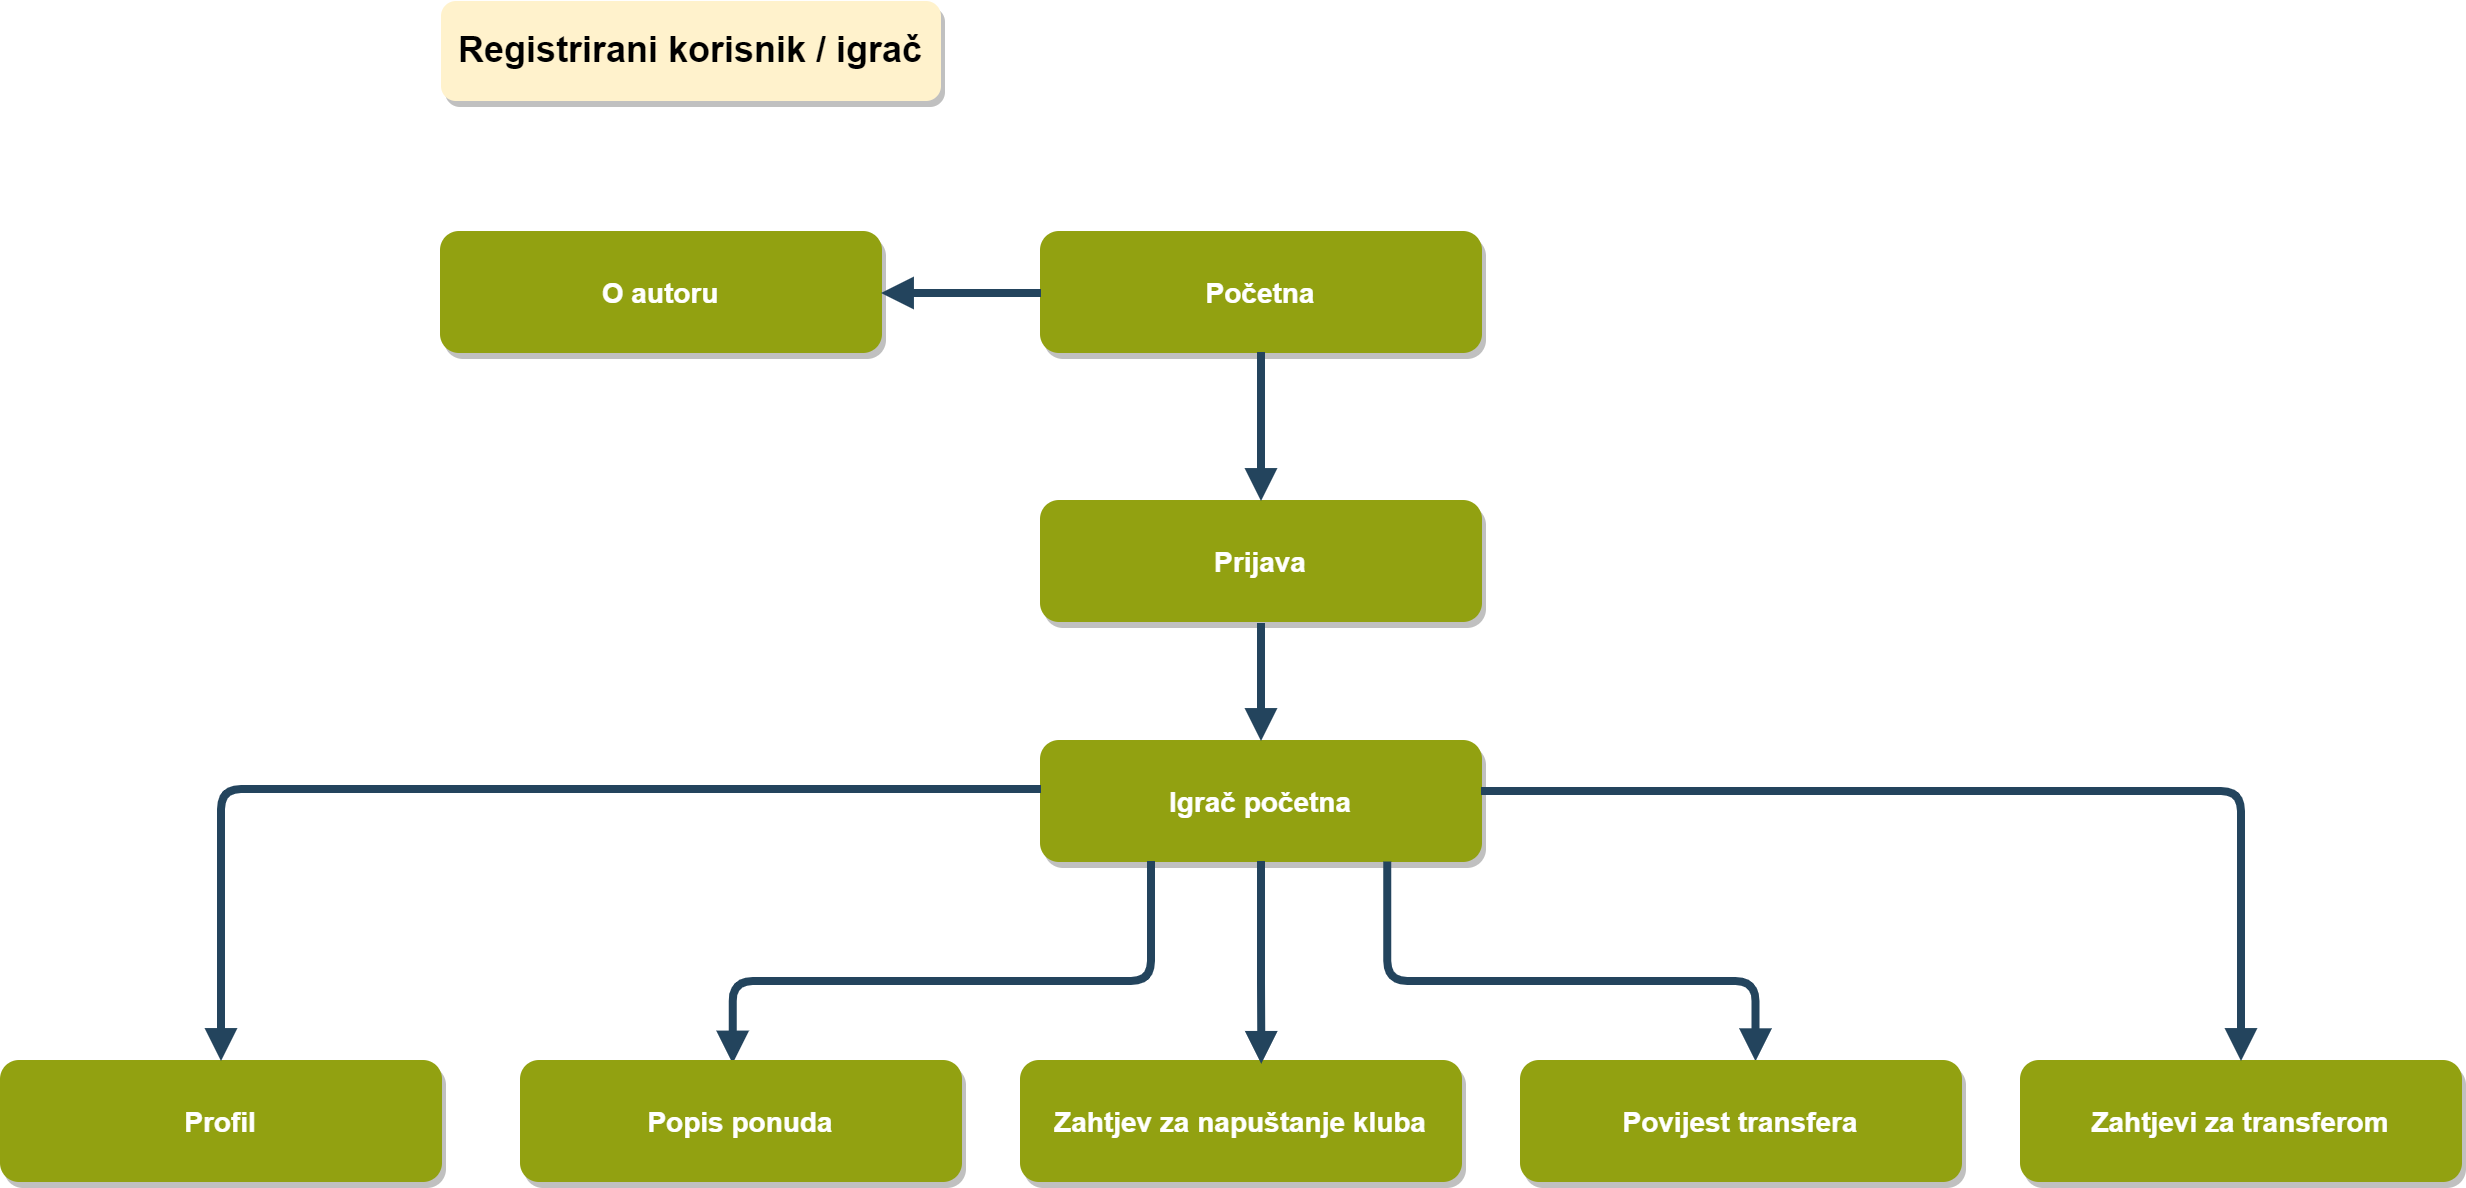 Registrirani korisnik / igrač
O autoru
Početna
Prijava
Igrač početna
Profil
Popis ponuda
Zahtjev za napuštanje kluba
Povijest transfera
Zahtjevi za transferom